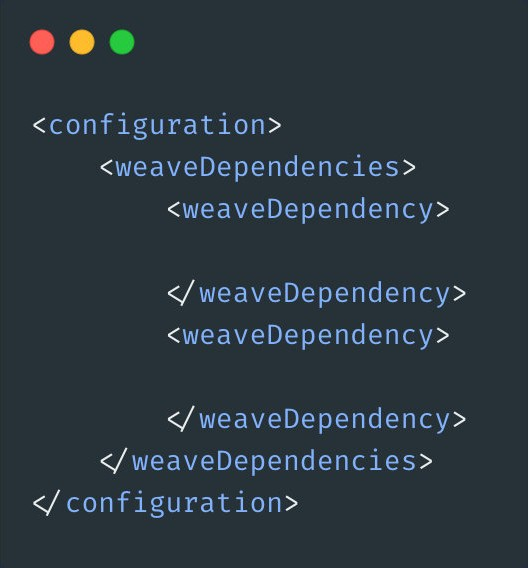 <configuration>
    <weaveDependencies>
        <weaveDependency>

        </weaveDependency>
        <weaveDependency>

        </weaveDependency>
    </weaveDependencies>
</configuration>